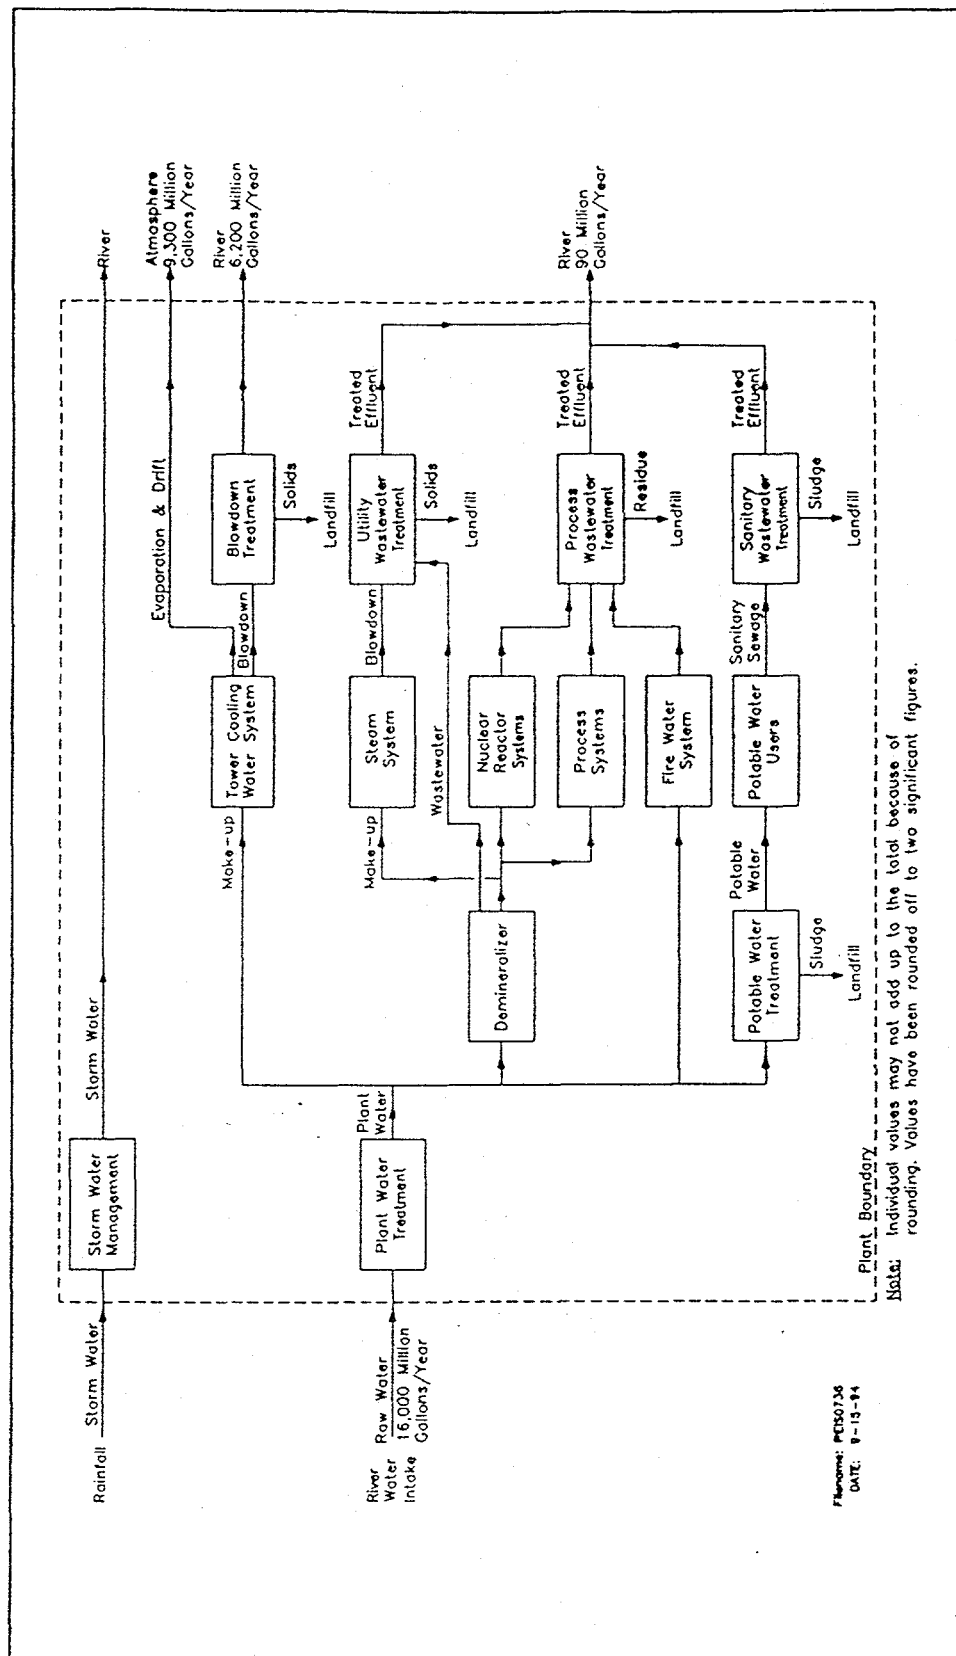 Rainfall
Storm Water
Storm Water
Management
Storm Water
River
Evaporation & Drift
Atmosphere
9,300 Million
Gallons/Year
Make-up
Tower Cooling
Water System
Blowdown
Blowdown
Treatment
Solids
Landfill
River
6,200 Million
Gallons/Year
River
Water
Intake
Raw Water
16,000 Million
Gallons/Year
Plant Water
Treatment
Plant
Water
Make-up
Steam
System
Blowdown
Utility
Wastewater
Treatment
Solids
Landfill
Treated
Effluent
Wastewater
Demineralizer
Nuclear
Reactor
Systems
Process
Systems
Fire Water
System
Process
Wastewater
Treatment
Residue
Landfill
Treated
Effluent
River
90 Million
Gallons/Year
Potable Water
Treatment
Sludge
Landfill
Potable
Water
Potable Water
Users
Sanitary
Sewage
Sanitary
Wastewater
Treatment
Sludge
Landfill
Treated
Effluent
Plant Boundary
Note: Individual values may not add up to the total because of
rounding. Values have been rounded off to two significant figures.
Filename: PEIS0736
DATE: 9-15-94